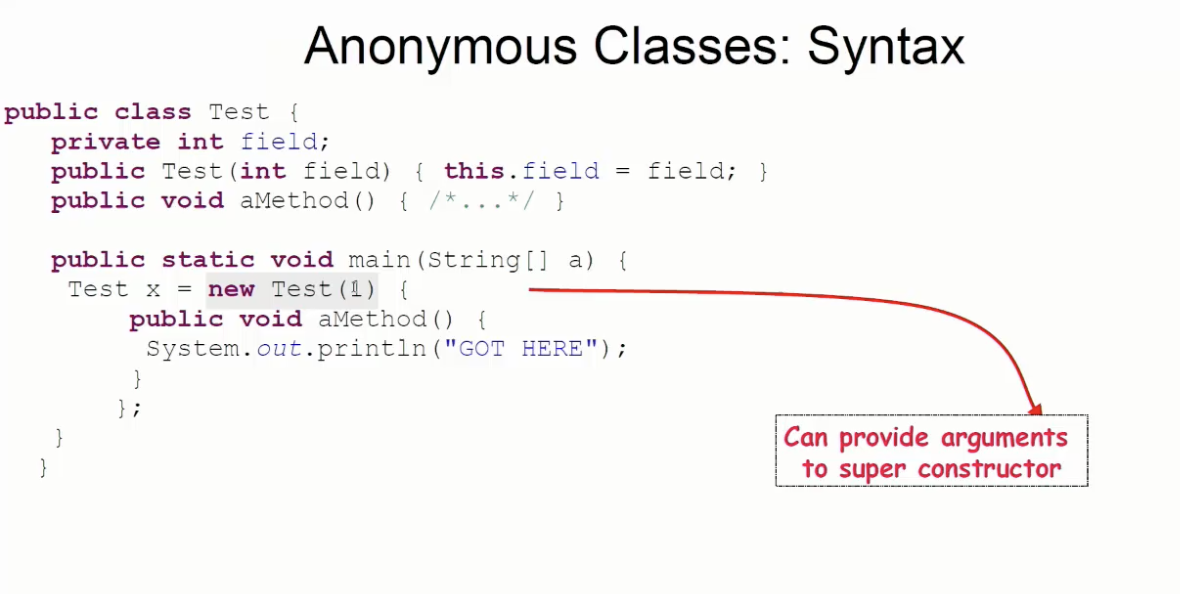 Anonymous Classes: Syntax
public class Test {
private int field;
public Test(int field) { this.field = field; }
public void aMethod() { /*...*/ }
public static void main(String[] a) {
Test x = new Test(1) {
public void aMethod() {
System.out.println("GOT HERE");
}
};
}
}
Can provide arguments
to super constructor